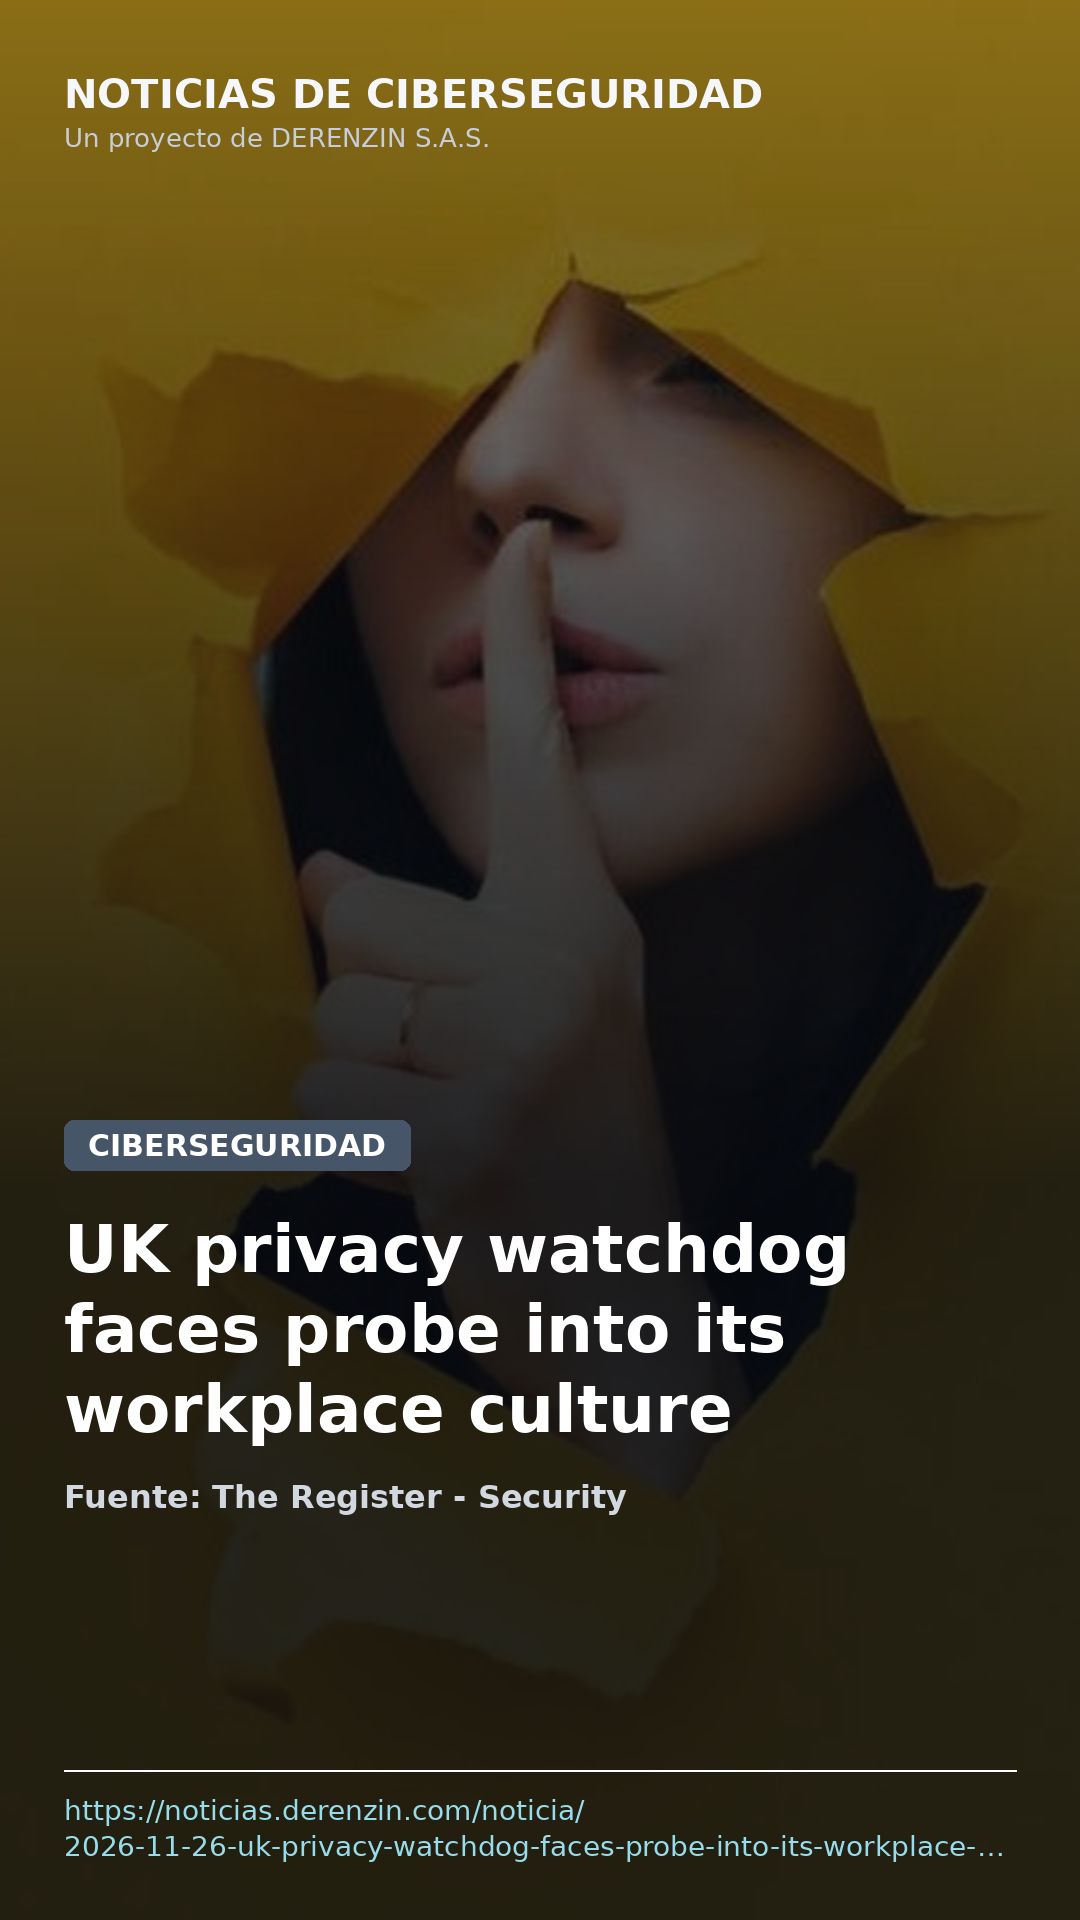 NOTICIAS DE CIBERSEGURIDAD
Un proyecto de DERENZIN S.A.S.
CIBERSEGURIDAD
UK privacy watchdog
faces probe into its
workplace culture
Fuente: The Register - Security
https://noticias.derenzin.com/noticia/
2026-11-26-uk-privacy-watchdog-faces-probe-into-its-workplace-…